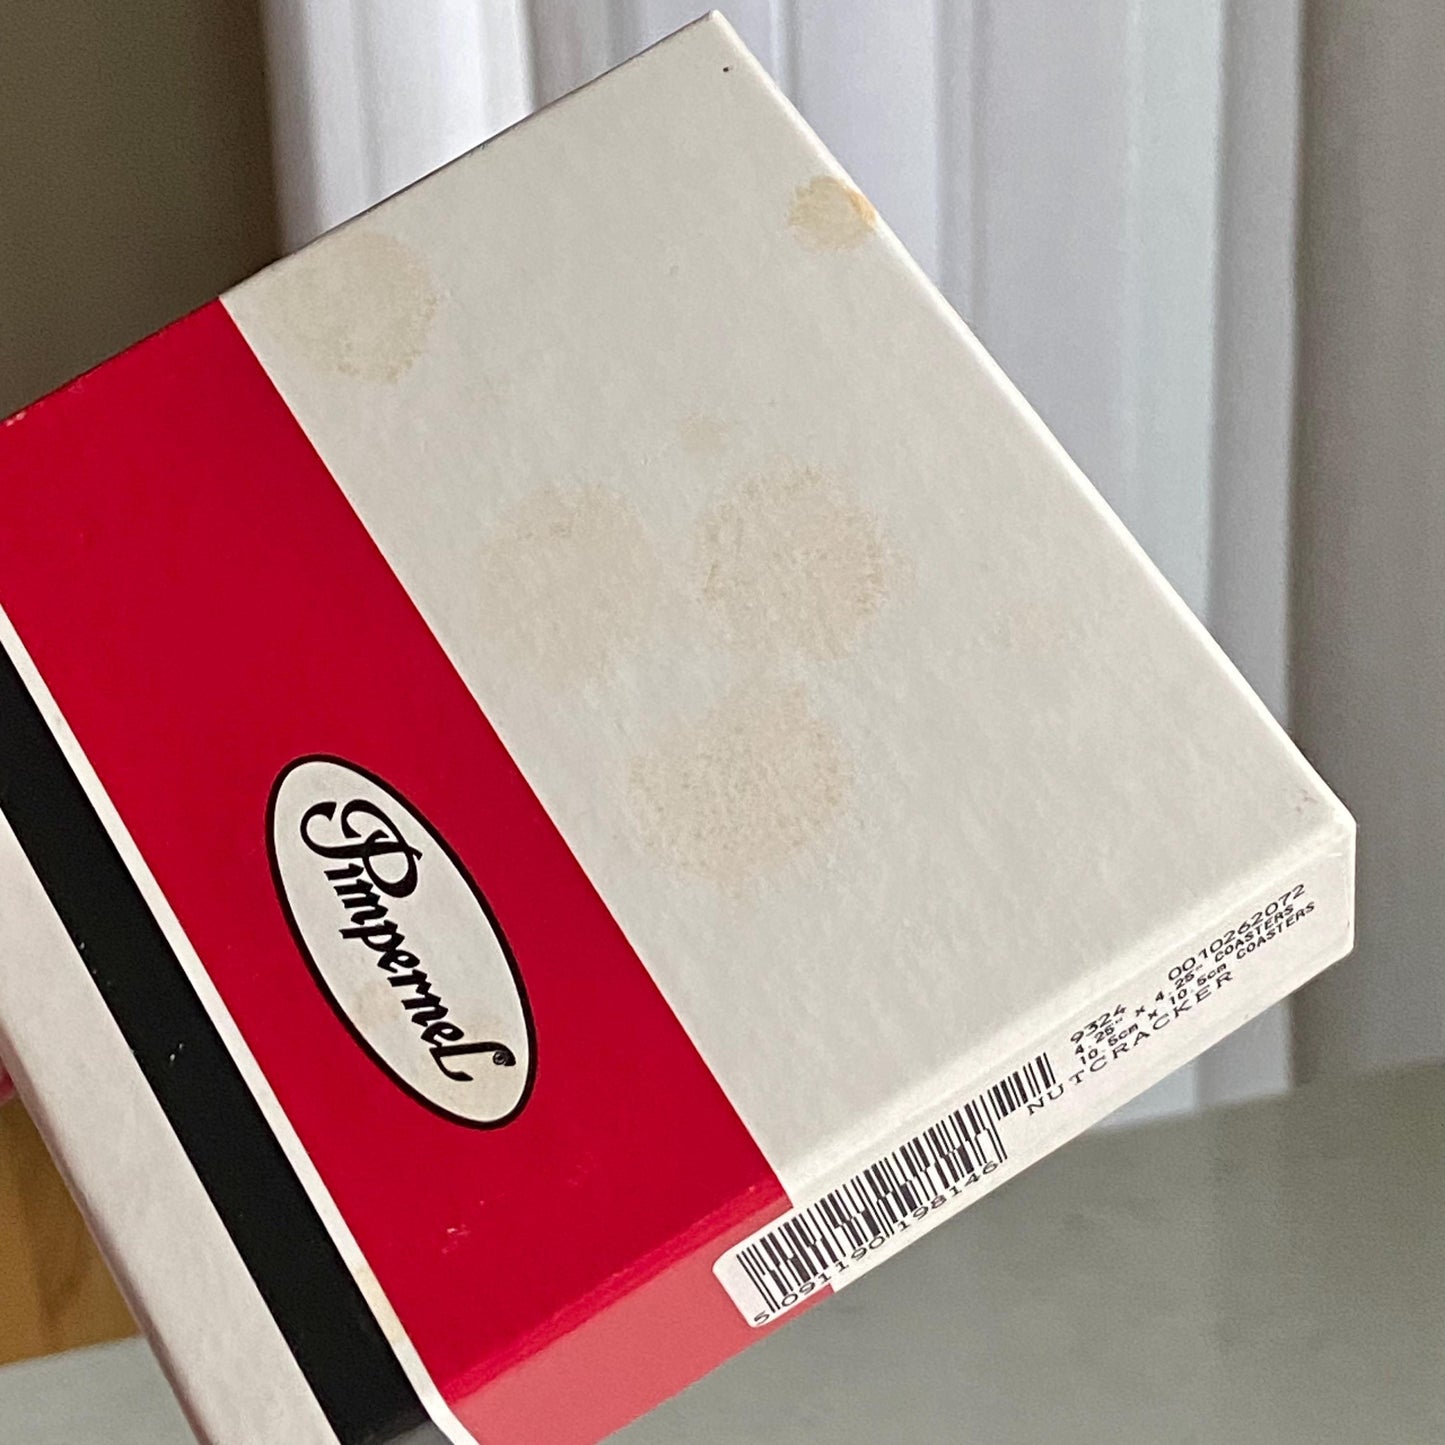 Pimpernel®
9324 0010262072
4.25" x 4.25" COASTERS
10.5cm x 10.5cm COASTERS
NUTCRACKER
5 091190 198146